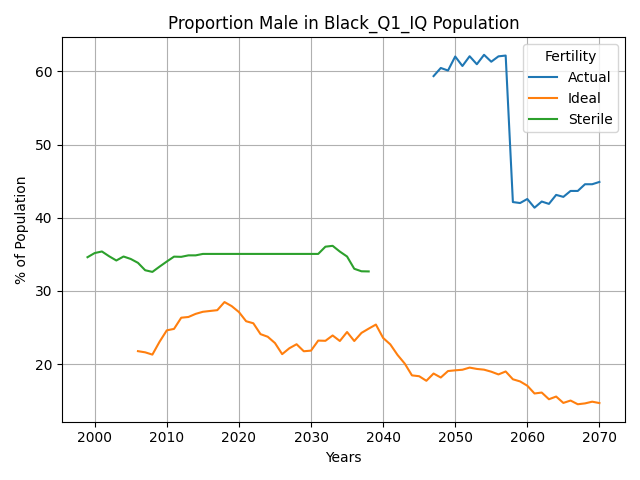 Proportion Male in Black_Q1_IQ Population
Fertility
Actual
Ideal
Sterile
% of Population
60
50
40
30
20
2000 2010 2020 2030 2040 2050 2060 2070
Years